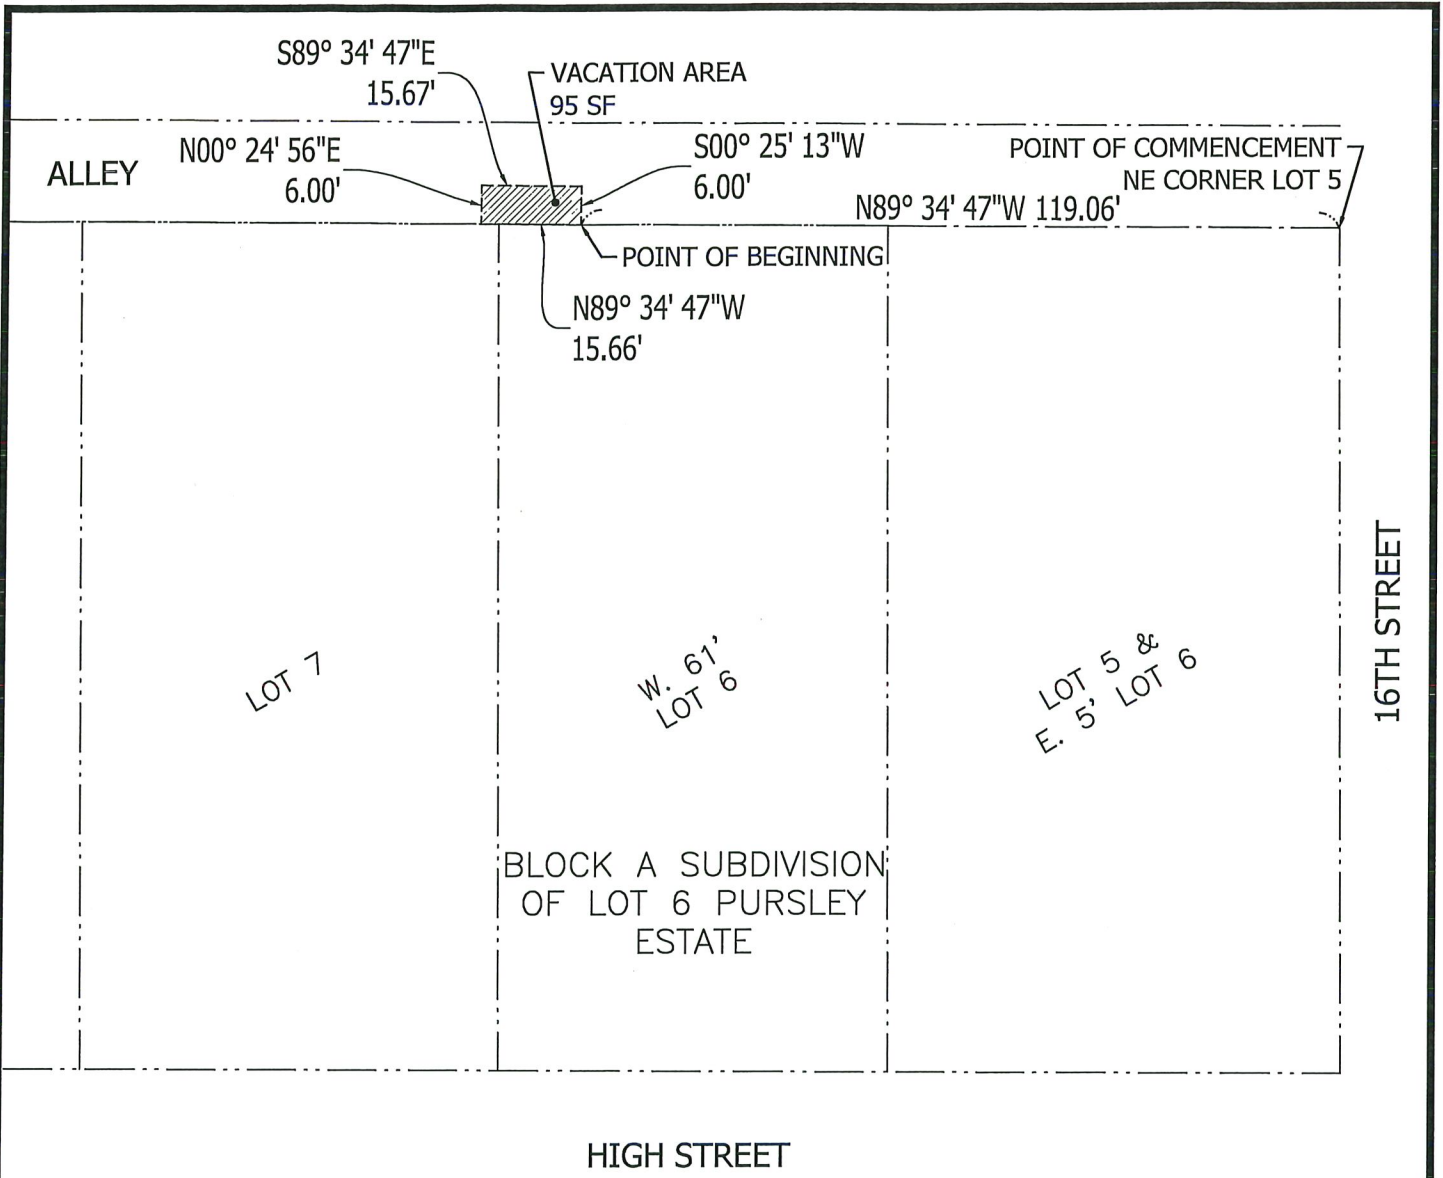 S89° 34' 47"E
15.67'
VACATION AREA
95 SF
ALLEY
N00° 24' 56"E
6.00'
S00° 25' 13"W
6.00'
POINT OF COMMENCEMENT
NE CORNER LOT 5
N89° 34' 47"W 119.06'
POINT OF BEGINNING
N89° 34' 47"W
15.66'
LOT 7
W. 61'
LOT 6
LOT 5 &
E. 5' LOT 6
16TH STREET
BLOCK A SUBDIVISION
OF LOT 6 PURSLEY
ESTATE
HIGH STREET